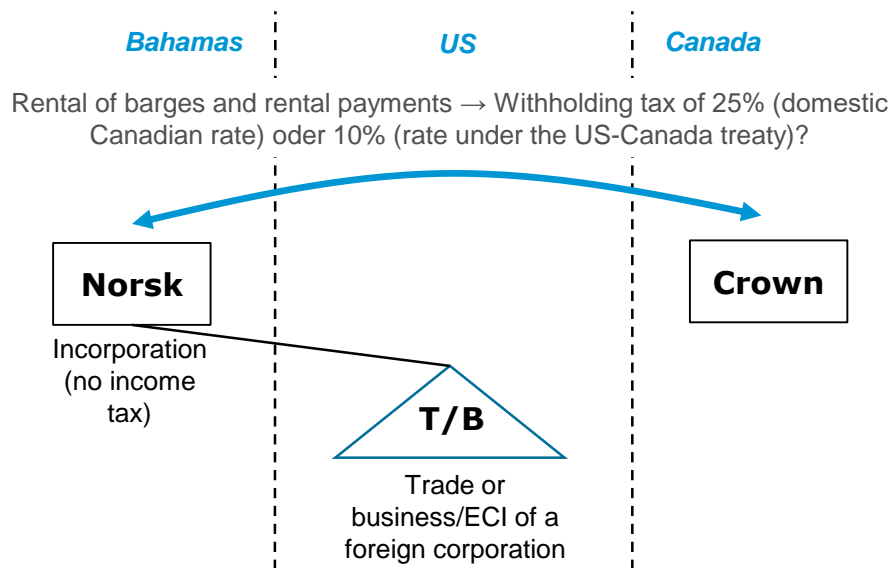 Bahamas US Canada
Rental of barges and rental payments → Withholding tax of 25% (domestic
Canadian rate) oder 10% (rate under the US-Canada treaty)?
Norsk
Crown
Incorporation
(no income
tax)
T/B
Trade or
business/ECI of a
foreign corporation